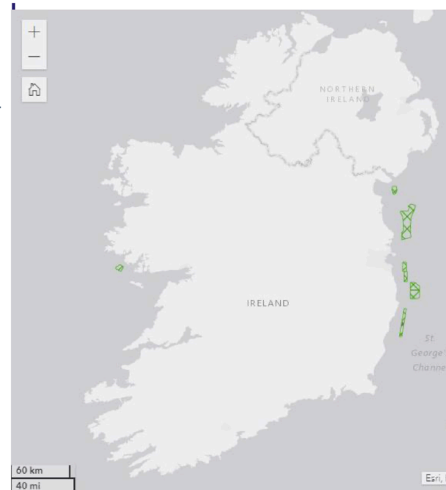 +
−
NORTHERN
IRELAND
IRELAND
St.
George'
Channe
60 km
40 mi
Esri,